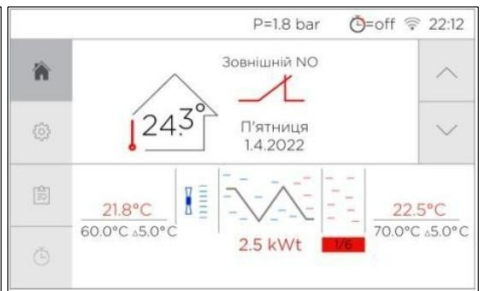 P=1.8 bar =off 22:12
Зовнішній NO
24.3°
П'ятниця
1.4.2022
21.8°C
60.0°C ▵5.0°C
2.5 kWt
1/6
22.5°C
70.0°C ▵5.0°C